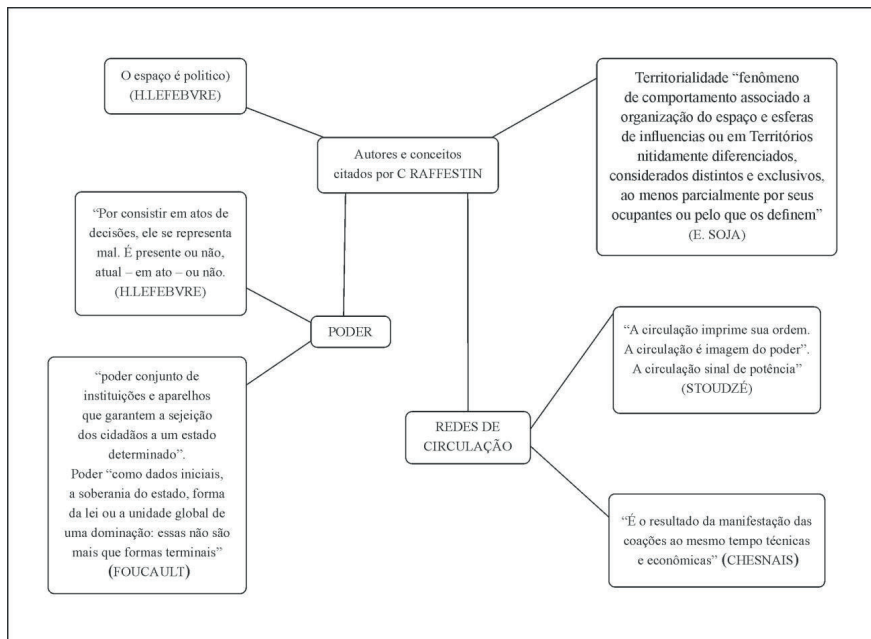 O espaço é politico)
(H.LEFEBVRE)
Autores e conceitos
citados por C RAFFESTIN
Territorialidade “fenômeno
de comportamento associado a
organização do espaço e esferas
de influencias ou em Territórios
nitidamente diferenciados,
considerados distintos e exclusivos,
ao menos parcialmente por seus
ocupantes ou pelo que os definem”
(E. SOJA)
“Por consistir em atos de
decisões, ele se representa
mal. É presente ou não,
atual – em ato – ou não.
(H.LEFEBVRE)
PODER
“poder conjunto de
instituições e aparelhos
que garantem a sejeição
dos cidadãos a um estado
determinado”.
Poder “como dados iniciais,
a soberania do estado, forma
da lei ou a unidade global de
uma dominação: essas não são
mais que formas terminais”
(FOUCAULT)
REDES DE
CIRCULAÇÃO
“A circulação imprime sua ordem.
A circulação é imagem do poder”.
A circulação sinal de potência”
(STOUDZÉ)
“É o resultado da manifestação das
coações ao mesmo tempo técnicas
e econômicas” (CHESNAIS)